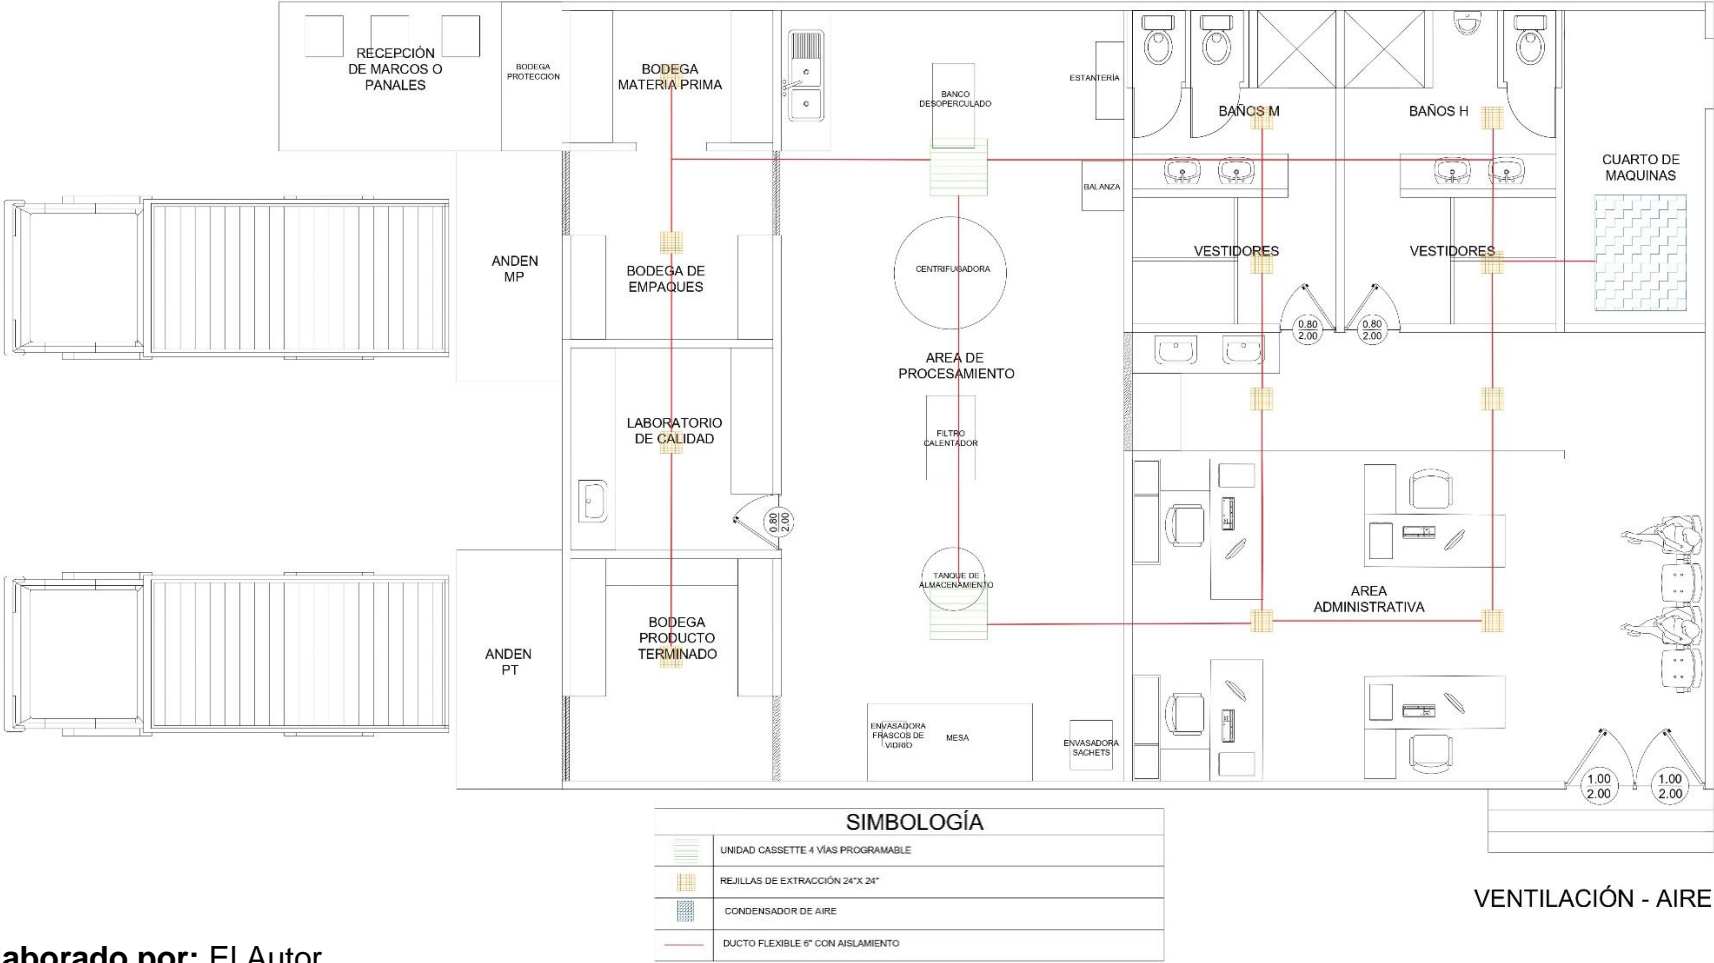 RECEPCIÓN
DE MARCOS O
PANALES
BODEGA
PROTECCION
BODEGA
MATERIA PRIMA
BANCO
DESOPERCULADO
ESTANTERÍA
BAÑOS M
BAÑOS H
CUARTO DE
MAQUINAS
BALANZA
ANDEN
MP
BODEGA DE
EMPAQUES
CENTRIFUGADORA
VESTIDORES
VESTIDORES
0.80
2.00
0.80
2.00
AREA DE
PROCESAMIENTO
LABORATORIO
DE CALIDAD
FILTRO
CALENTADOR
0.80
2.00
TANQUE DE
ALMACENAMIENTO
AREA
ADMINISTRATIVA
ANDEN
PT
BODEGA
PRODUCTO
TERMINADO
ENVASADORA
FRASCOS DE
VIDRIO
MESA
ENVASADORA
SACHETS
1.00
2.00
1.00
2.00
SIMBOLOGÍA
UNIDAD CASSETTE 4 VÍAS PROGRAMABLE
REJILLAS DE EXTRACCIÓN 24"X 24"
CONDENSADOR DE AIRE
DUCTO FLEXIBLE 6" CON AISLAMIENTO
VENTILACIÓN - AIRE
laborado por: El Autor